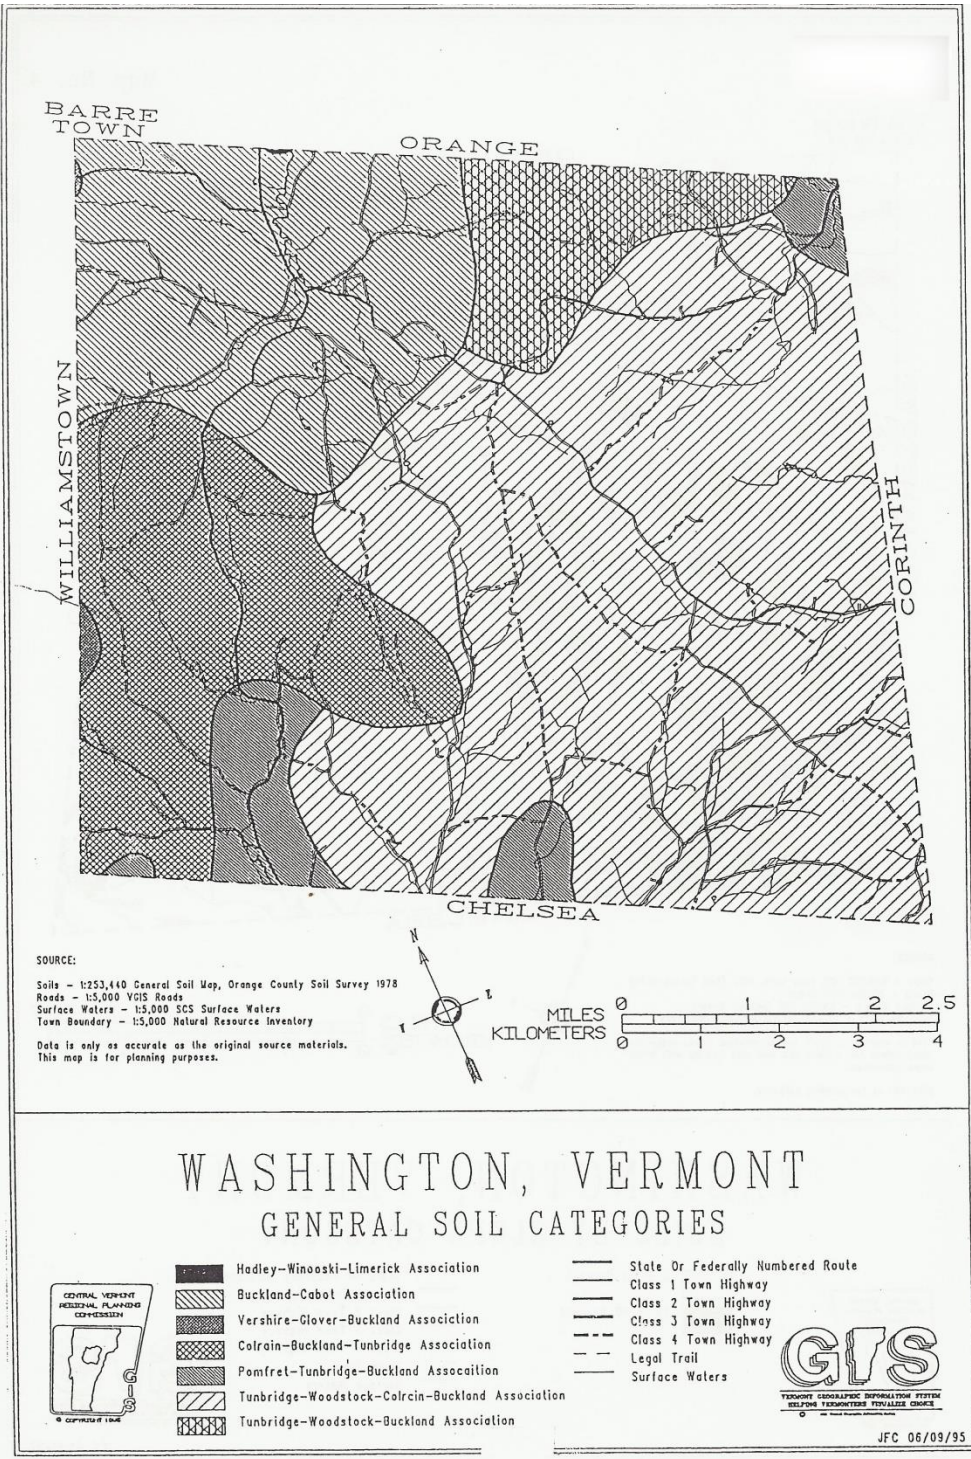 BARRE
TOWN
ORANGE
WILLIAMSTOWN
CORINTH
CHELSEA
N
SOURCE:
Soils - 1:253,440 General Soil Map, Orange County Soil Survey 1978
Roads - 1:5,000 VGIS Roads
Surface Waters - 1:5,000 SCS Surface Waters
Town Boundary - 1:5,000 Natural Resource Inventory
Data is only as accurate as the original source materials.
This map is for planning purposes.
MILES 0 1 2 2.5
KILOMETERS 0 1 2 3 4
WASHINGTON, VERMONT
GENERAL SOIL CATEGORIES
Hadley-Winooski-Limerick Association
Buckland-Cabot Association
Vershire-Glover-Buckland Association
Colrain-Buckland-Tunbridge Association
Pomfret-Tunbridge-Buckland Assocaition
Tunbridge-Woodstock-Colrcin-Buckland Association
Tunbridge-Woodstock-Buckland Association
State Or Federally Numbered Route
Class 1 Town Highway
Class 2 Town Highway
Class 3 Town Highway
Class 4 Town Highway
Legal Trail
Surface Waters
CENTRAL VERMONT
REGIONAL PLANNING
COMMISSION
GIS
© COPYRIGHT
GIS
VERMONT GEOGRAPHIC INFORMATION SYSTEM
HELPING VERMONTERS VISUALIZE CHOICE
JFC 06/09/95